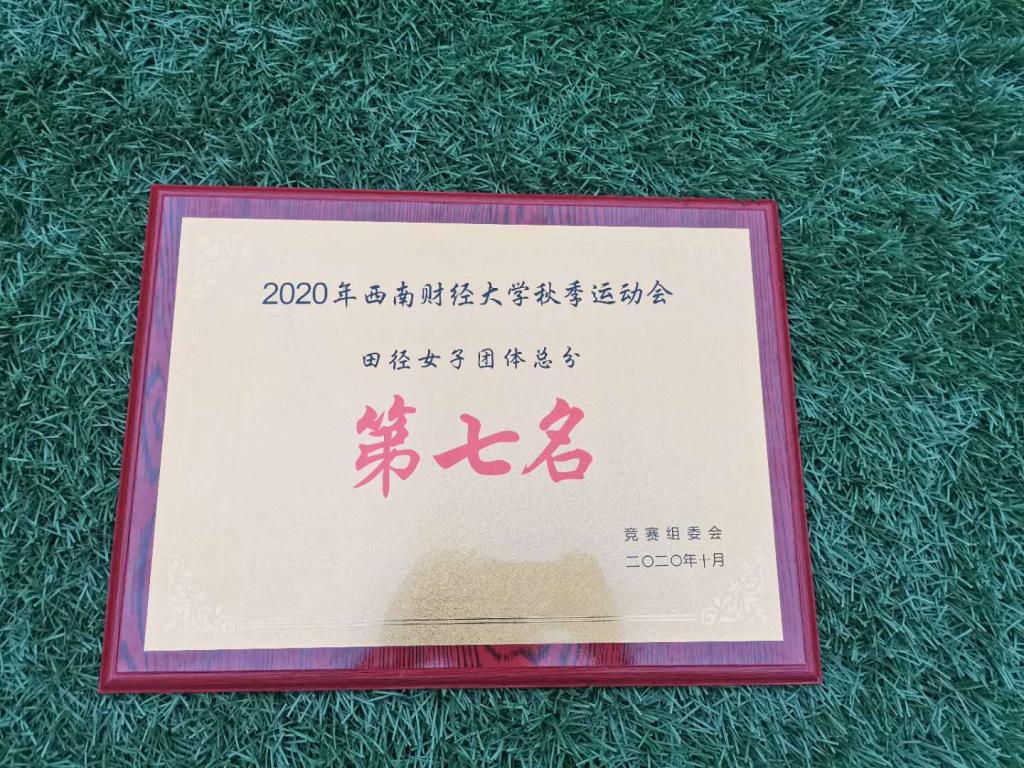 2020年西南财经大学秋季运动会
田径女子团体总分
第七名
竞赛组委会
二〇二〇年十月